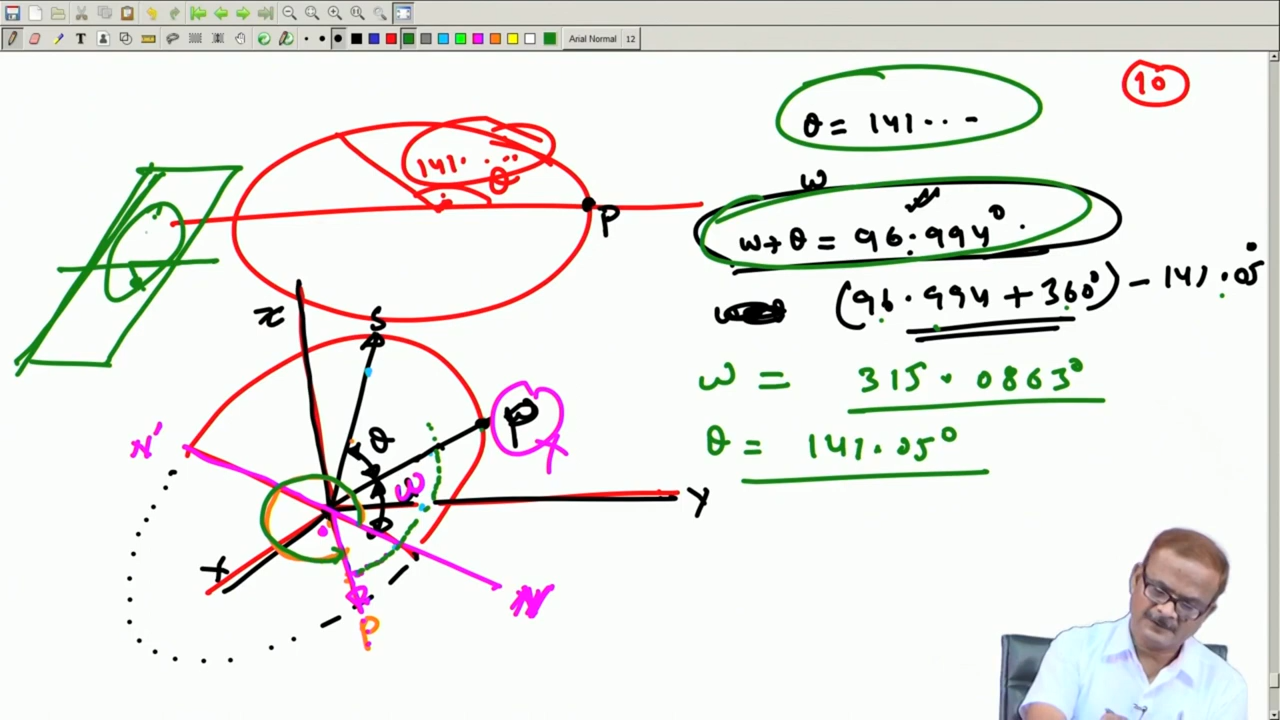 Arial Normal 12
10
θ = 141 . . . -
ω
ω + θ = 96.994°
(96.994 + 360°) - 141.05°
ω = 315.0863°
θ = 141.05°
141. . . .
θ
P
x
S
N'
θ
P
ω
Y
X
N
P